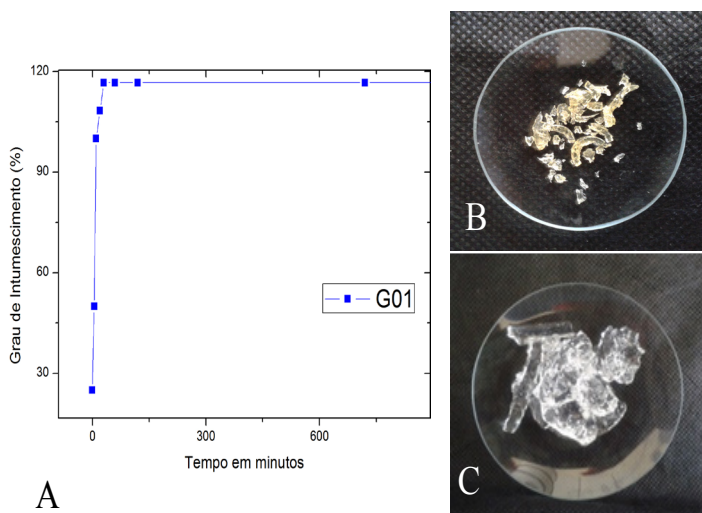 120
90
60
30
Grau de Intumescimento (%)
G01
0
300
600
Tempo em minutos
A
B
C